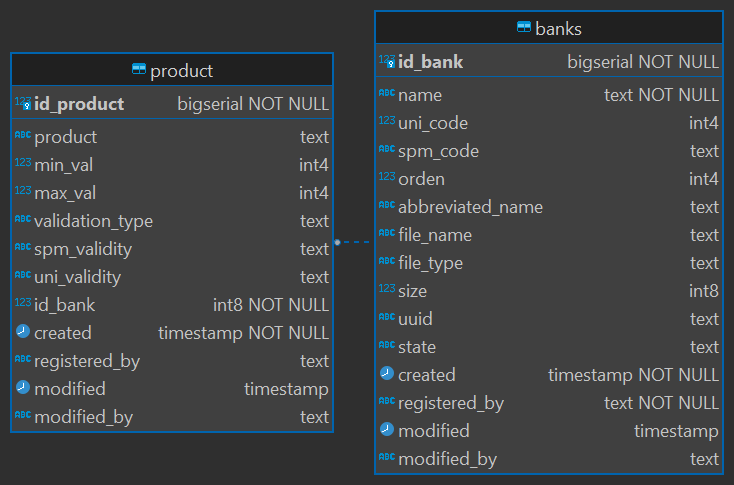 product
id_product bigserial NOT NULL
product text
min_val int4
max_val int4
validation_type text
spm_validity text
uni_validity text
id_bank int8 NOT NULL
created timestamp NOT NULL
registered_by text
modified timestamp
modified_by text
banks
id_bank bigserial NOT NULL
name text NOT NULL
uni_code int4
spm_code text
orden int4
abbreviated_name text
file_name text
file_type text
size int8
uuid text
state text
created timestamp NOT NULL
registered_by text NOT NULL
modified timestamp
modified_by text